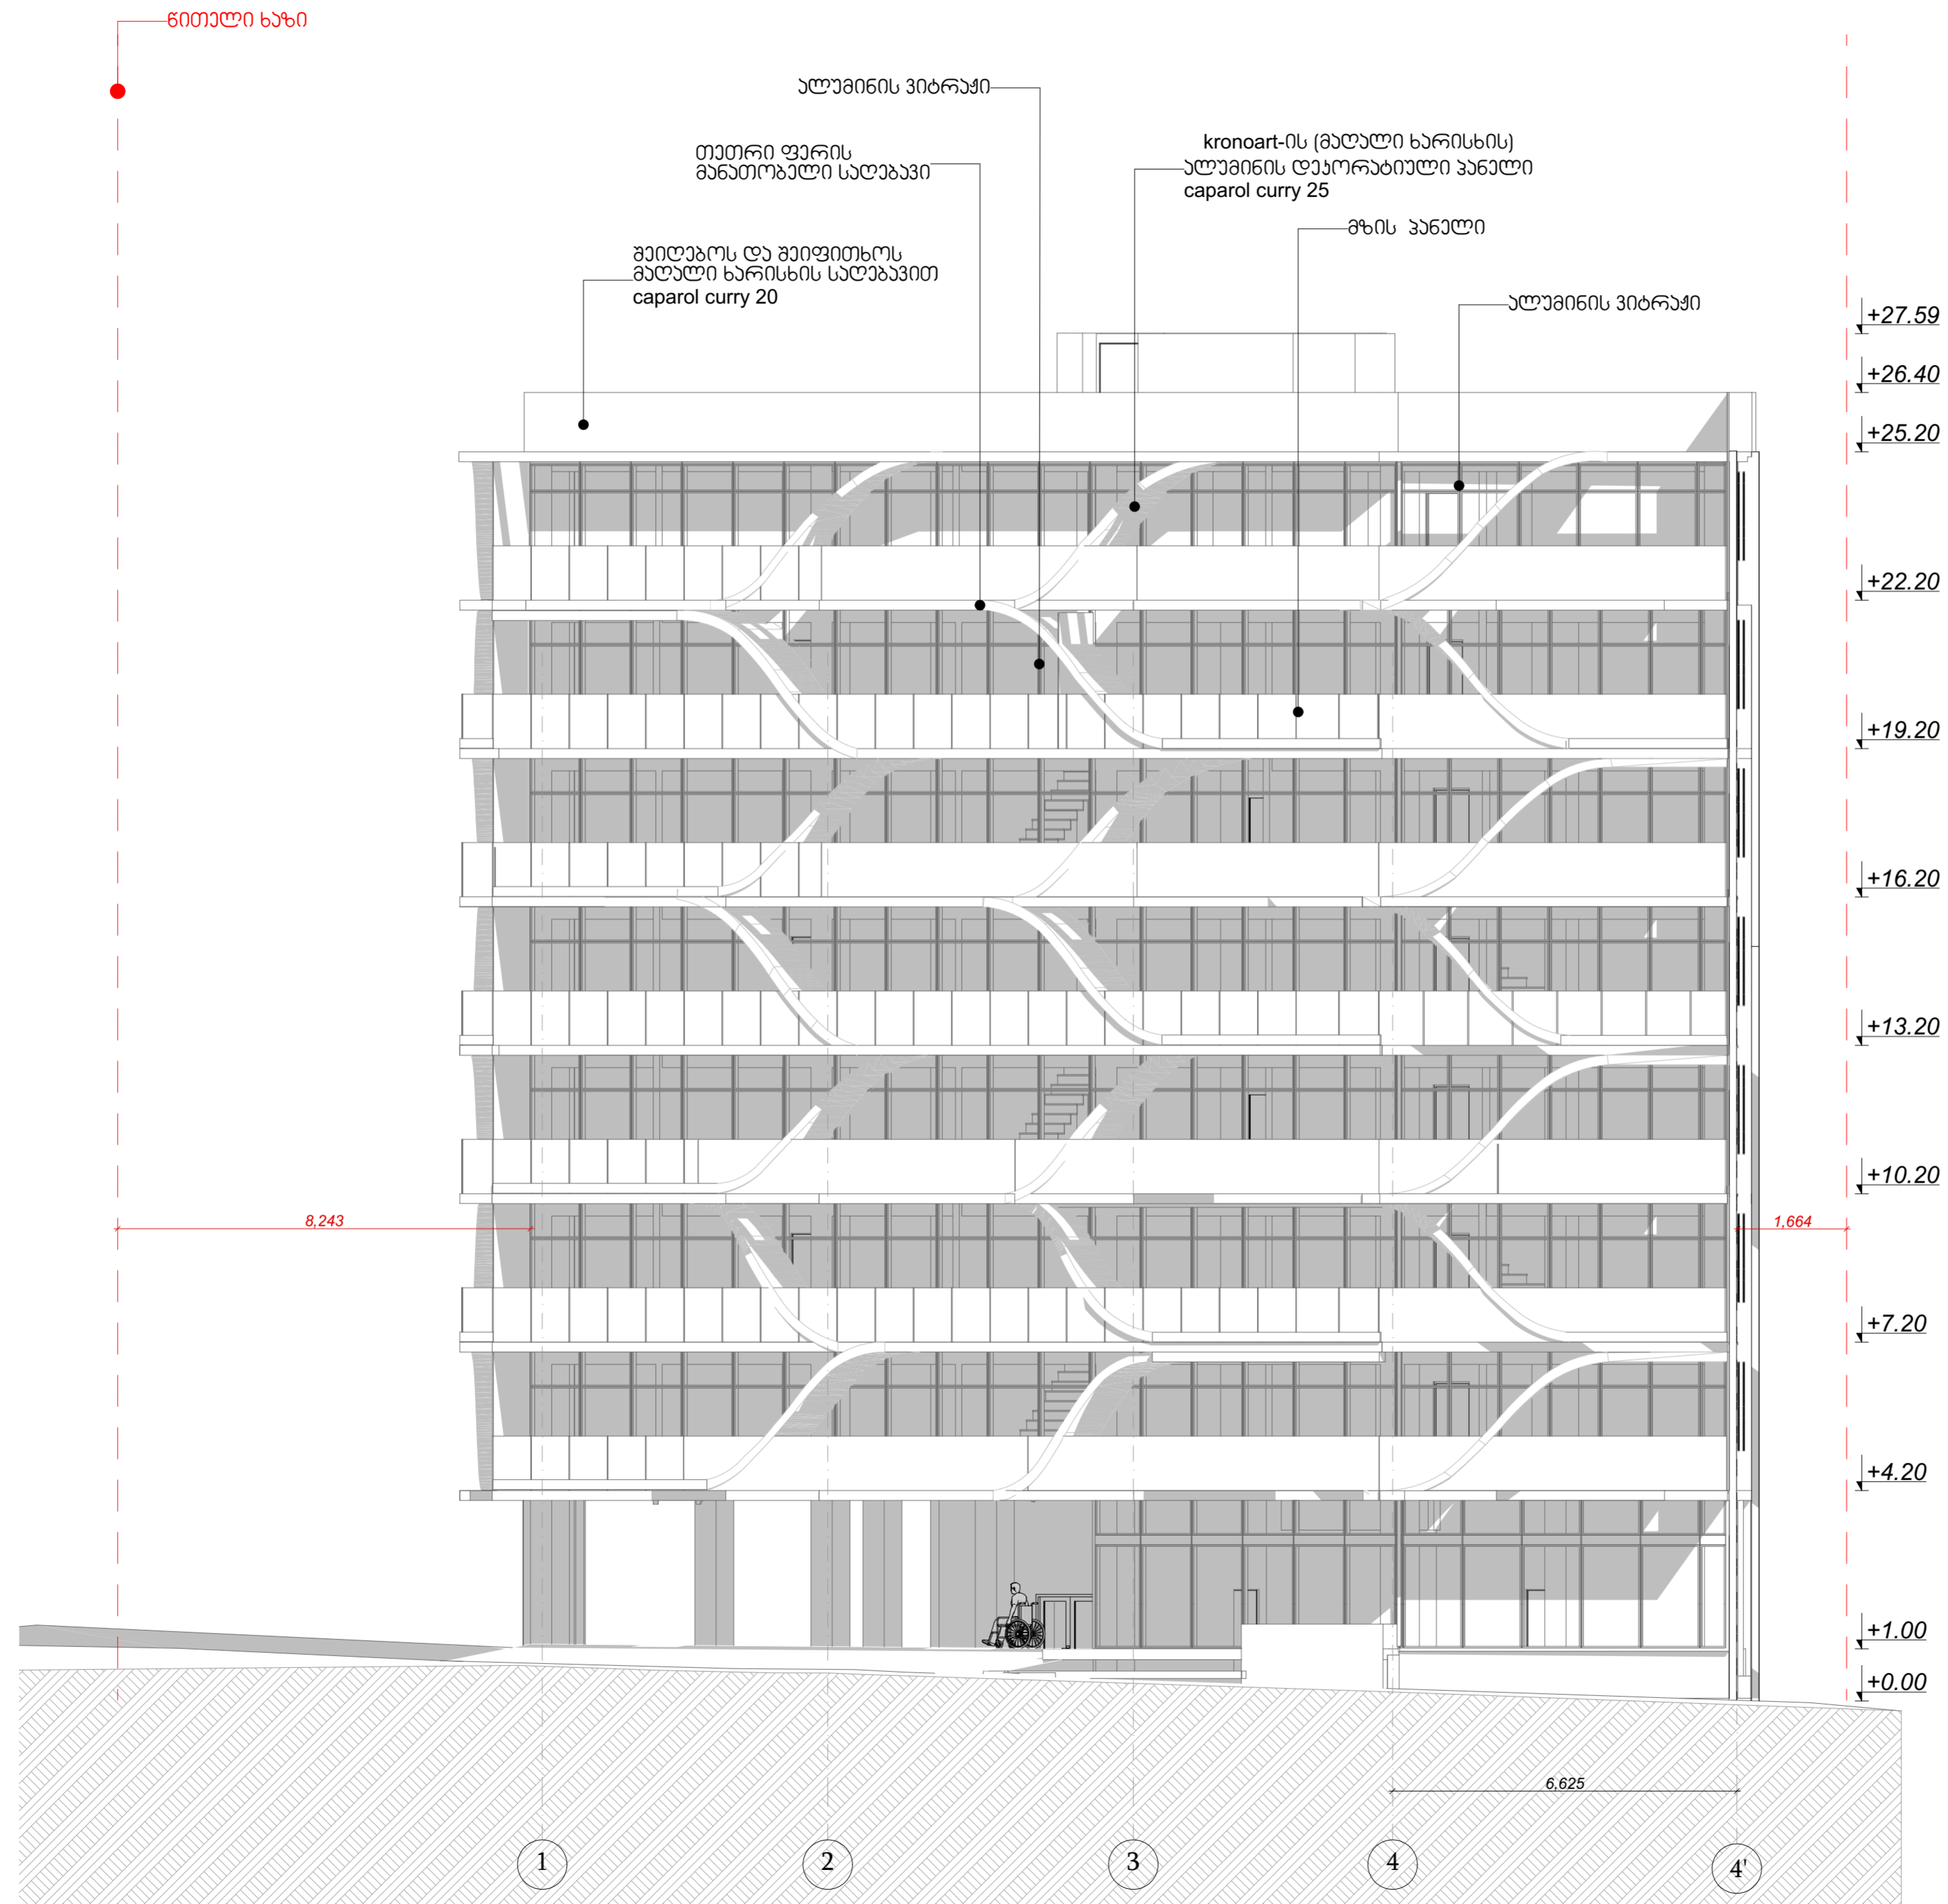 წითელი ხაზი
ალუმინის ვიტრაჟი
kronoart-ის (მაღალი ხარისხის)
ალუმინის დეკორატიული პანელი
caparol curry 25
თეთრი ფერის
მანათობელი საღებავი
მზის პანელი
შეიღებოს და შეიფითხოს
მაღალი ხარისხის საღებავით
caparol curry 20
ალუმინის ვიტრაჟი
+27.59
+26.40
+25.20
+22.20
+19.20
+16.20
+13.20
+10.20
8,243
1,664
+7.20
+4.20
+1.00
+0.00
6,625
1
2
3
4
4'